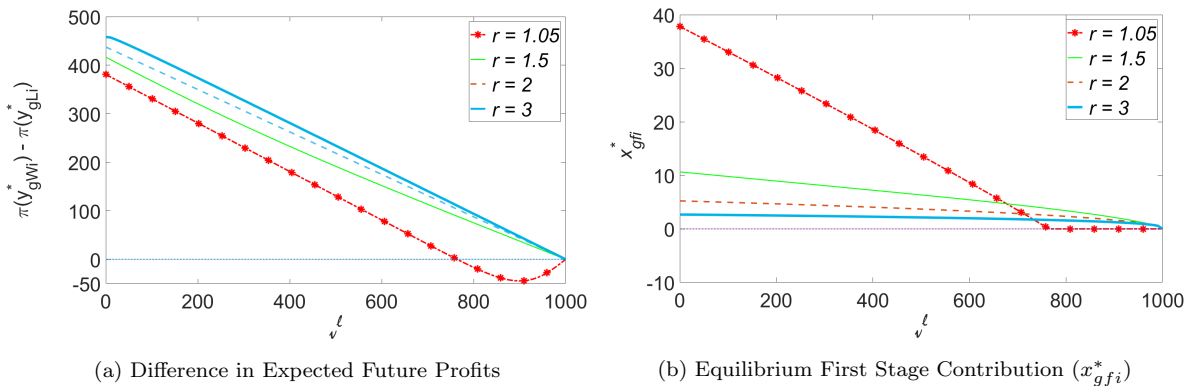 500
400
300
200
100
0
-50
0 200 400 600 800 1000
π(y*gWi) - π(y*gLi)
vℓ
r = 1.05
r = 1.5
r = 2
r = 3
(a) Difference in Expected Future Profits
40
30
20
10
0
-10
0 200 400 600 800 1000
x*gfi
vℓ
r = 1.05
r = 1.5
r = 2
r = 3
(b) Equilibrium First Stage Contribution (x*gfi)